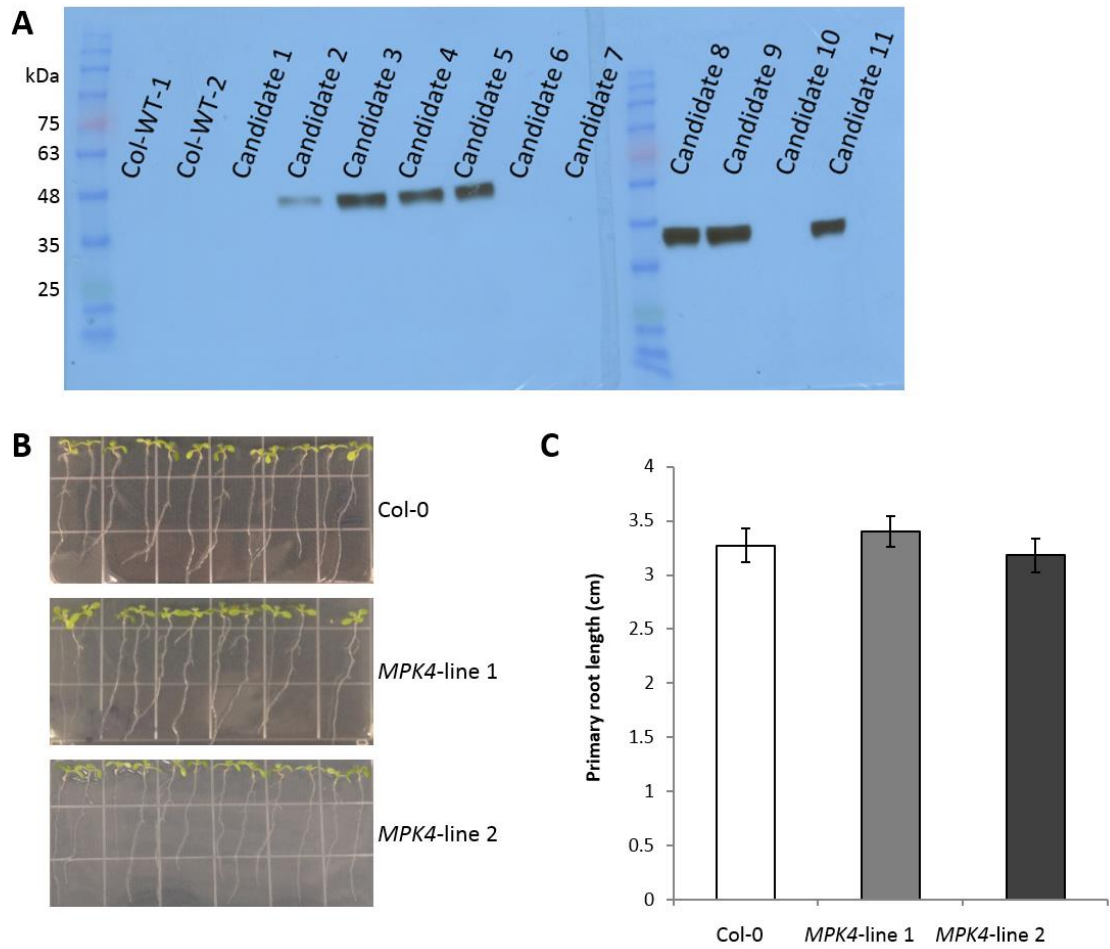 A
kDa
75
63
48
35
25
Col-WT-1
Col-WT-2
Candidate 1
Candidate 2
Candidate 3
Candidate 4
Candidate 5
Candidate 6
Candidate 7
Candidate 8
Candidate 9
Candidate 10
Candidate 11
B
Col-0
MPK4-line 1
MPK4-line 2
C
Primary root length (cm)
4
3.5
3
2.5
2
1.5
1
0.5
0
Col-0
MPK4-line 1
MPK4-line 2